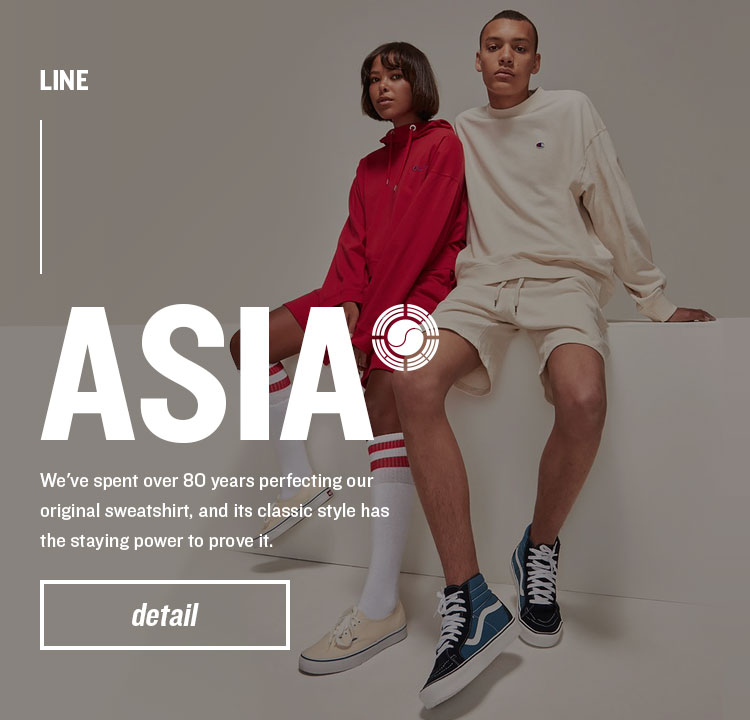 LINE
ASIA
We've spent over 80 years perfecting our
original sweatshirt, and its classic style has
the staying power to prove it.
detail